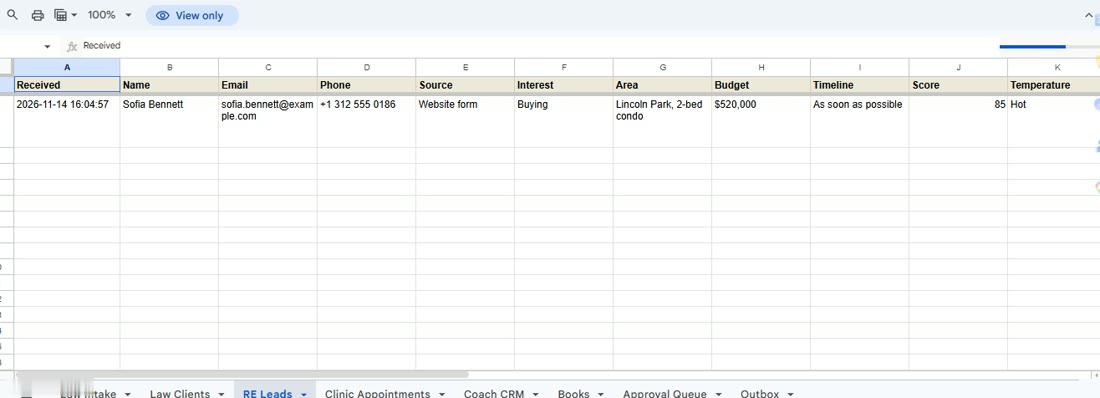 100% View only
fx Received
A B C D E F G H I J K
Received Name Email Phone Source Interest Area Budget Timeline Score Temperature
2026-11-14 16:04:57 Sofia Bennett sofia.bennett@exam +1 312 555 0186 Website form Buying Lincoln Park, 2-bed $520,000 As soon as possible 85 Hot
ple.com condo
Intake Law Clients RE Leads Clinic Appointments Coach CRM Books Approval Queue Outbox